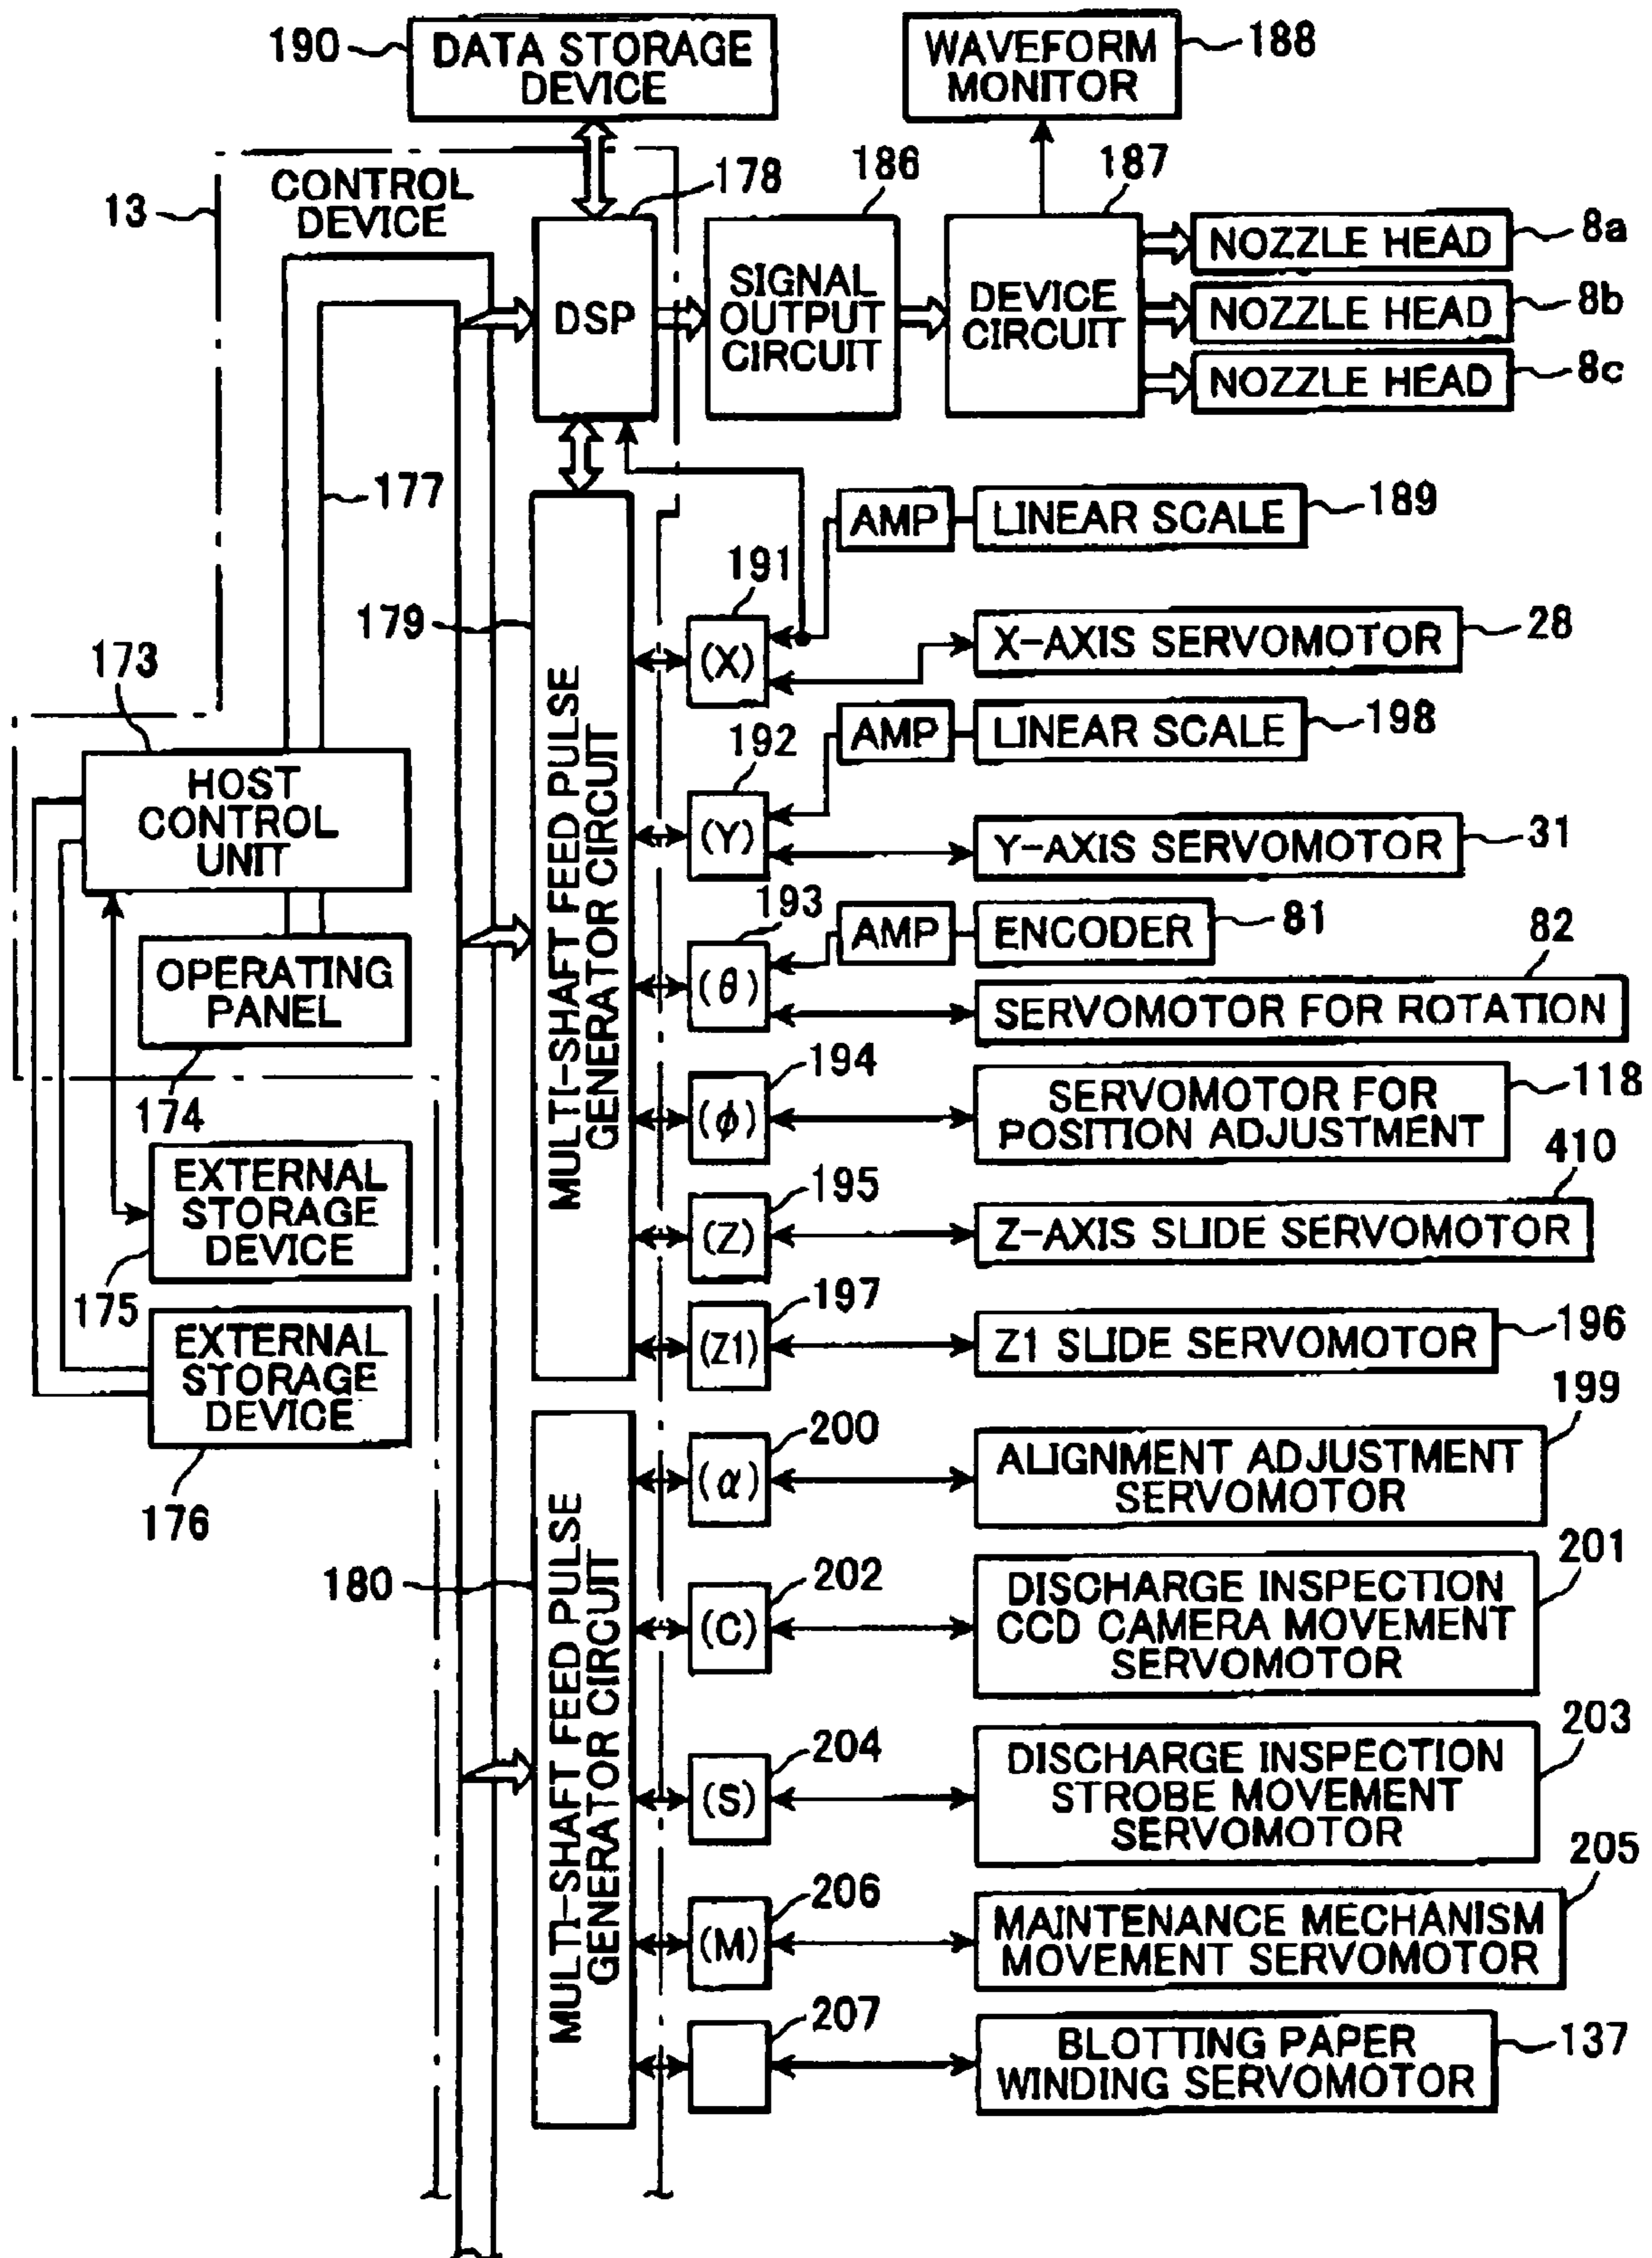 190
DATA STORAGE
DEVICE
WAVEFORM
MONITOR
188
13
CONTROL
DEVICE
178
186
187
DSP
SIGNAL
OUTPUT
CIRCUIT
DEVICE
CIRCUIT
NOZZLE HEAD
8a
NOZZLE HEAD
8b
NOZZLE HEAD
8c
177
AMP
LINEAR SCALE
189
191
179
(X)
X-AXIS SERVOMOTOR
28
173
HOST
CONTROL
UNIT
192
AMP
LINEAR SCALE
198
(Y)
Y-AXIS SERVOMOTOR
31
MULTI-SHAFT FEED PULSE
GENERATOR CIRCUIT
193
AMP
ENCODER
81
82
(θ)
SERVOMOTOR FOR ROTATION
OPERATING
PANEL
174
194
(ϕ)
SERVOMOTOR FOR
POSITION ADJUSTMENT
118
EXTERNAL
STORAGE
DEVICE
175
195
(Z)
Z-AXIS SLIDE SERVOMOTOR
410
197
(Z1)
Z1 SLIDE SERVOMOTOR
196
EXTERNAL
STORAGE
DEVICE
176
200
(α)
ALIGNMENT ADJUSTMENT
SERVOMOTOR
199
180
MULTI-SHAFT FEED PULSE
GENERATOR CIRCUIT
202
(C)
DISCHARGE INSPECTION
CCD CAMERA MOVEMENT
SERVOMOTOR
201
204
(S)
DISCHARGE INSPECTION
STROBE MOVEMENT
SERVOMOTOR
203
206
(M)
MAINTENANCE MECHANISM
MOVEMENT SERVOMOTOR
205
207
BLOTTING PAPER
WINDING SERVOMOTOR
137